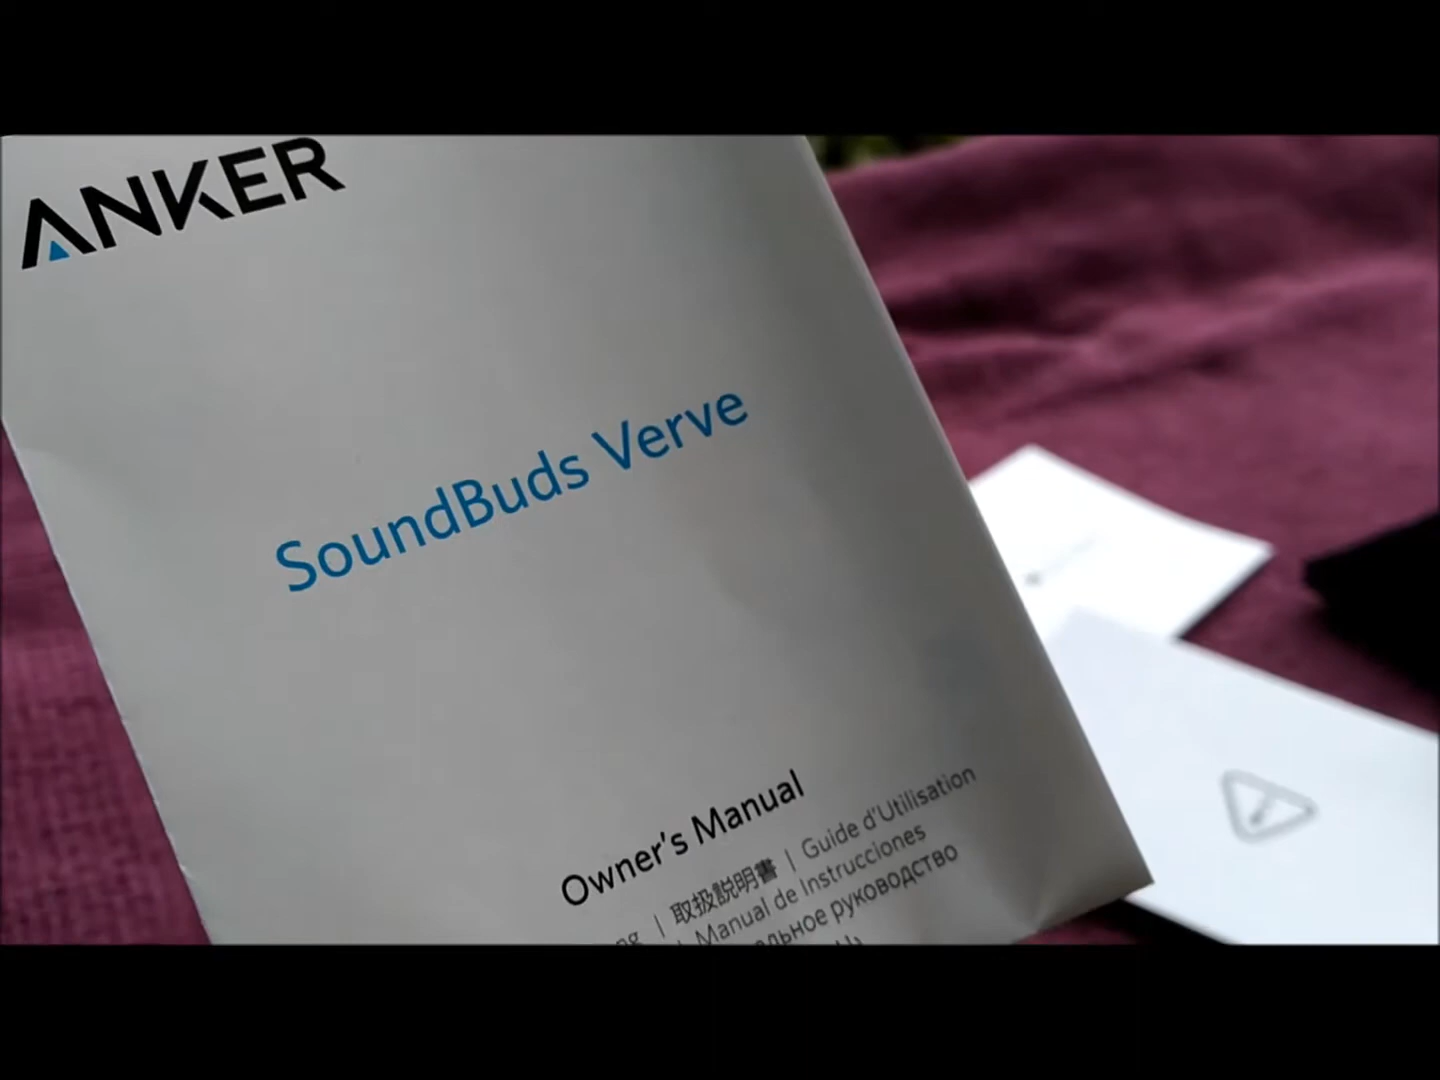 ANKER
SoundBuds Verve
Owner's Manual
取扱説明書 | Guide d'Utilisation
| Manual de Instrucciones
руководство